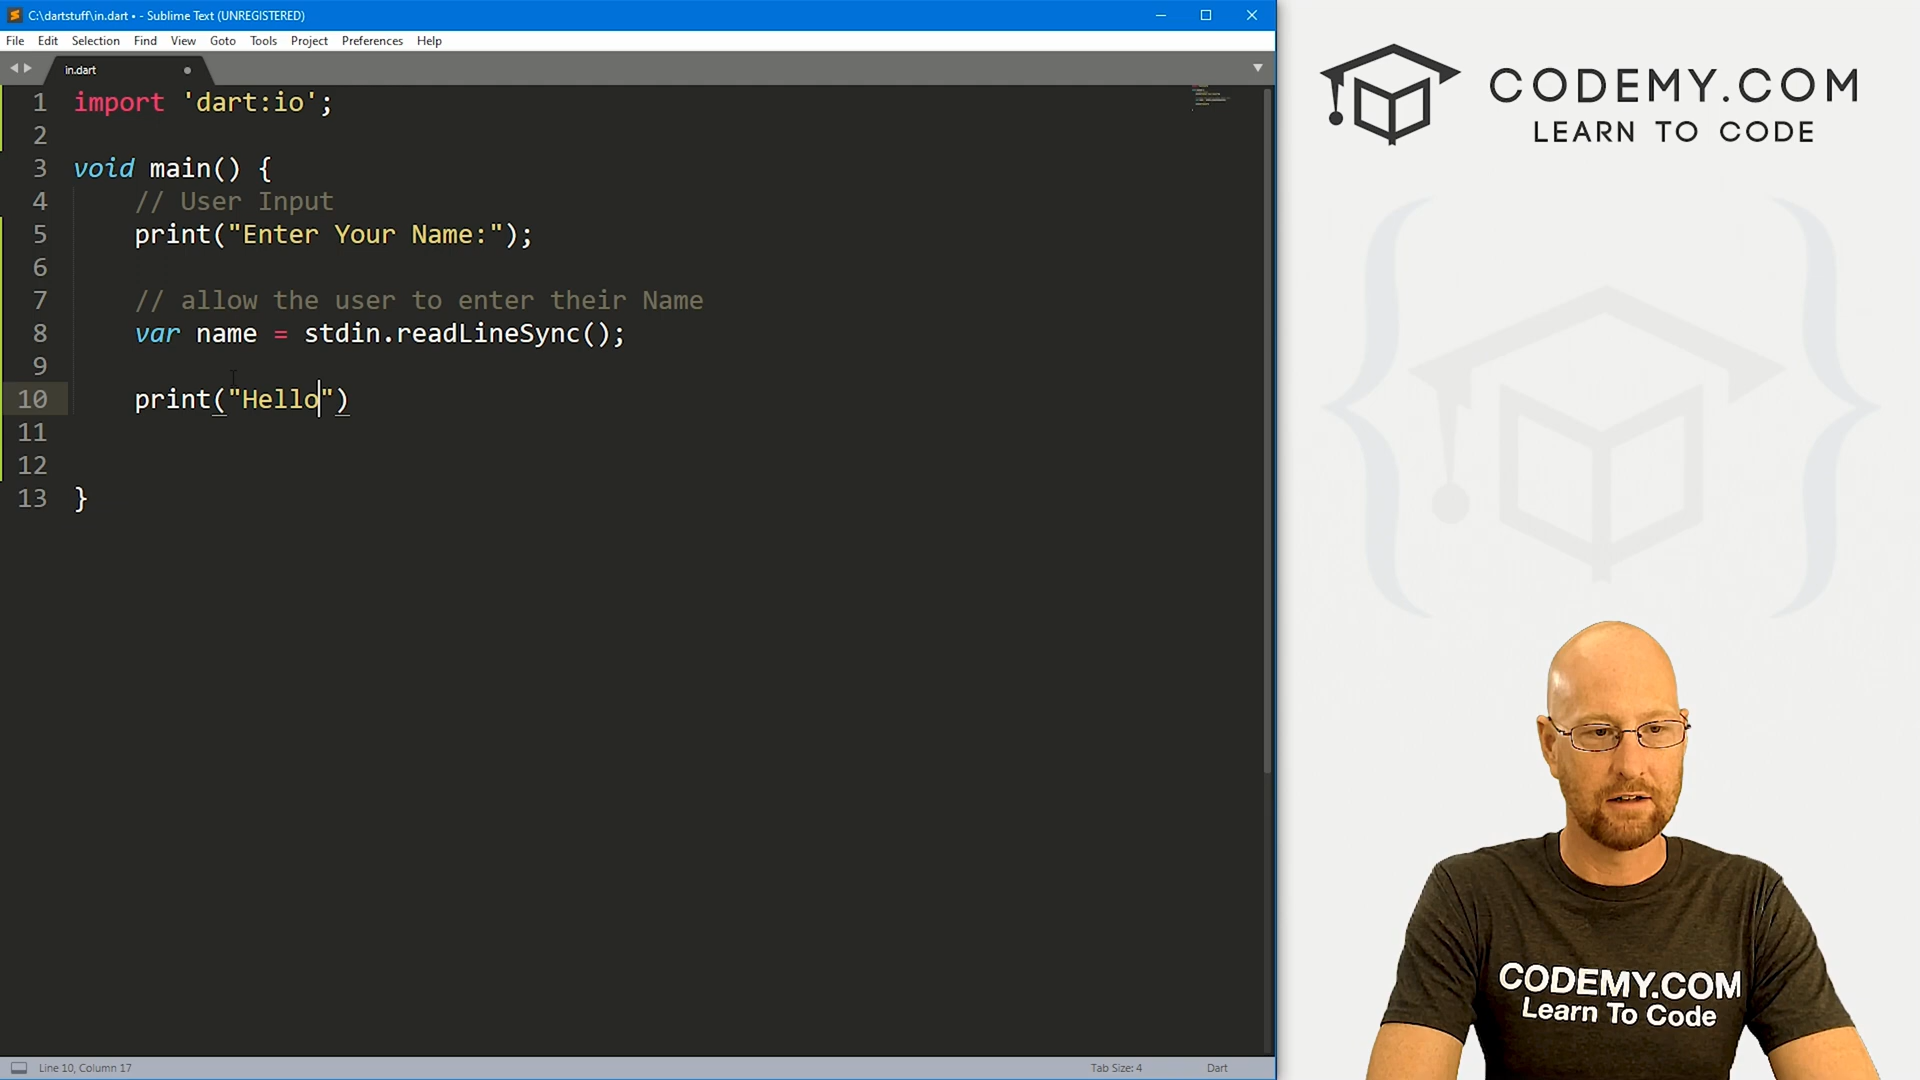 C:\dartstuff\in.dart • - Sublime Text (UNREGISTERED)
File Edit Selection Find View Goto Tools Project Preferences Help
in.dart
1 import 'dart:io';
2
3 void main() {
4 // User Input
5 print("Enter Your Name:");
6
7 // allow the user to enter their Name
8 var name = stdin.readLineSync();
9
10 print("Hello")
11
12
13 }
Line 10, Column 17
Tab Size: 4
Dart
CODEMY.COM
LEARN TO CODE
CODEMY.COM
Learn To Code